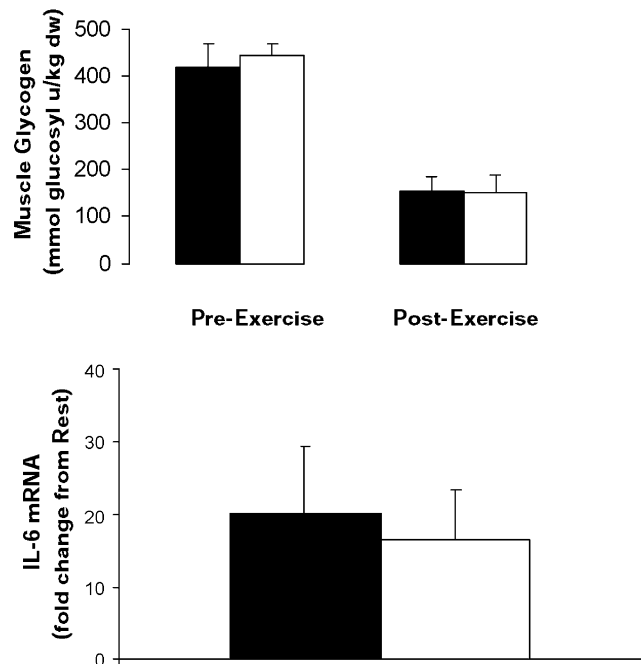 Muscle Glycogen
(mmol glucosyl u/kg dw)
500
400
300
200
100
0
Pre-Exercise
Post-Exercise
IL-6 mRNA
(fold change from Rest)
40
30
20
10
0